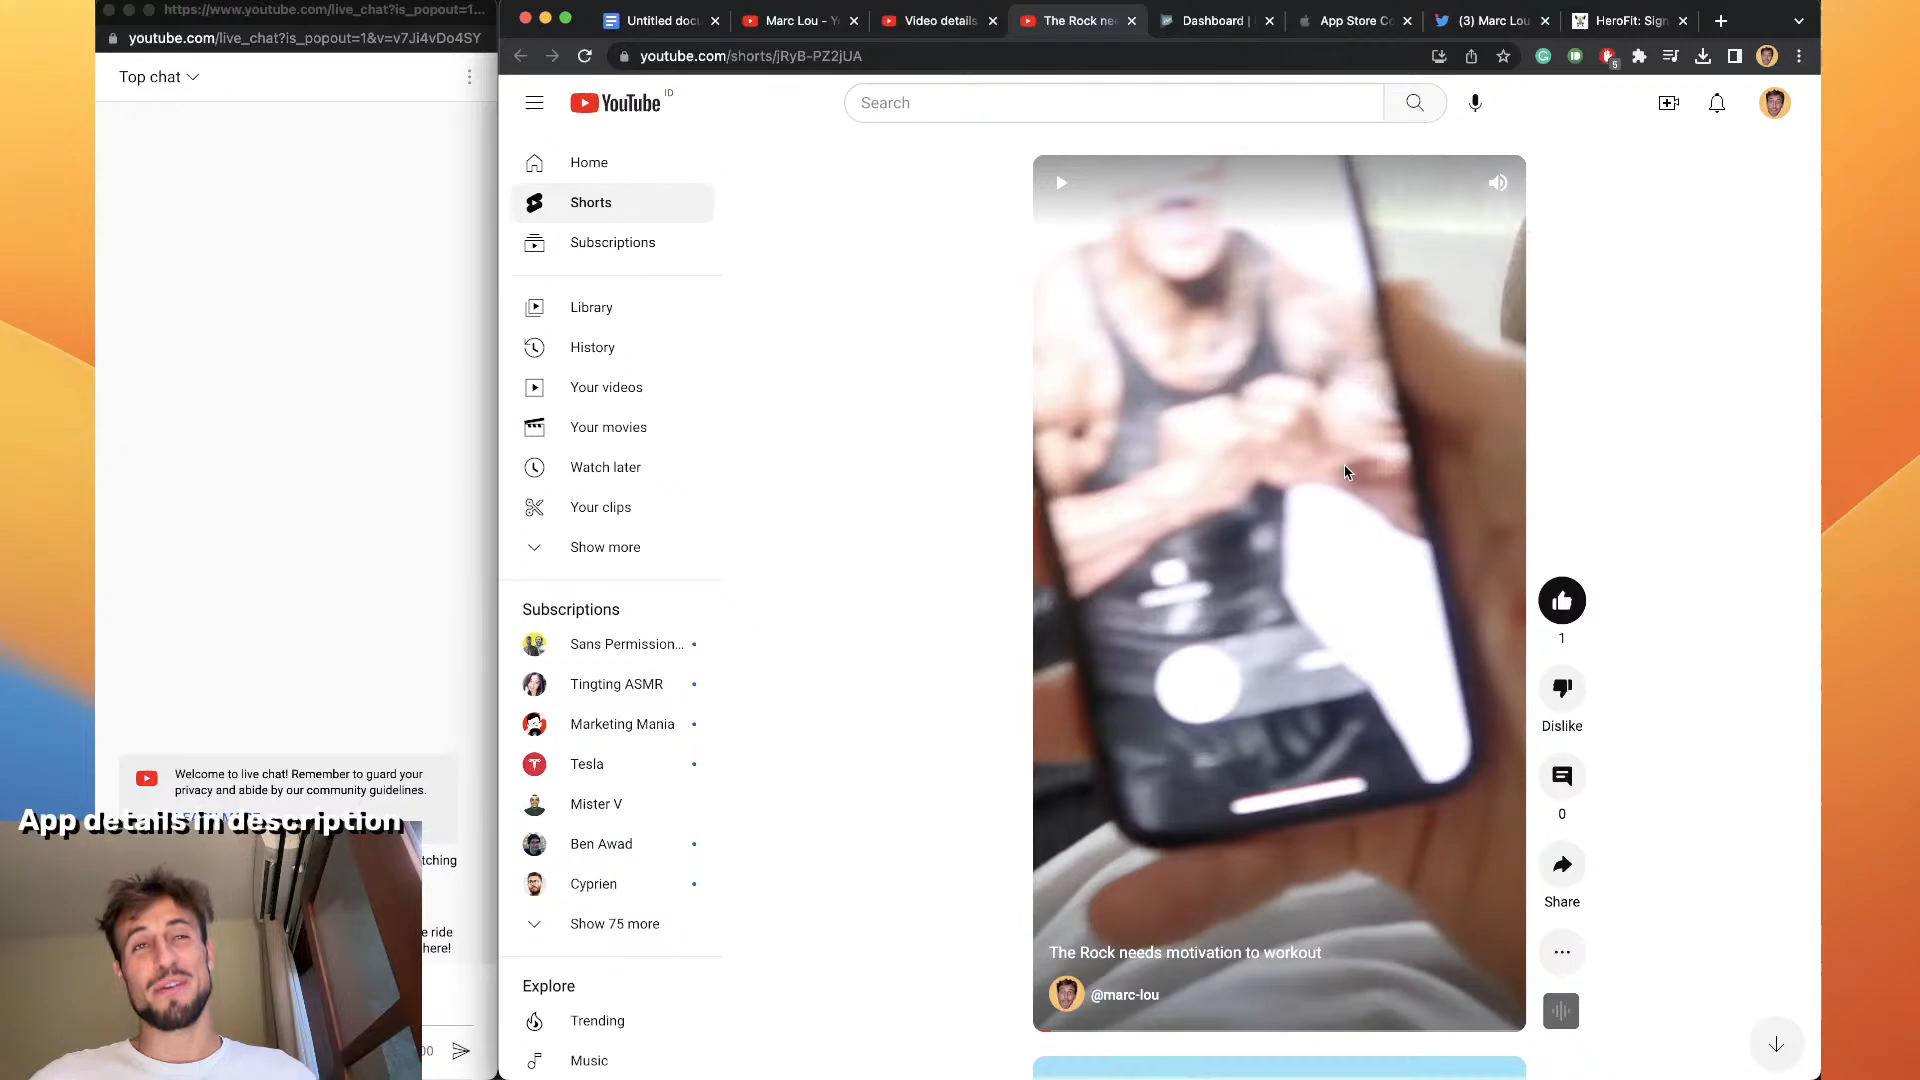 https://www.youtube.com/live_chat?is_popout=1...
youtube.com/live_chat?is_popout=1&v=v7Ji4vDo4SY
Top chat
Welcome to live chat! Remember to guard your
privacy and abide by our community guidelines.
App details in description
tching
e ride
here!
00
Untitled docu
Marc Lou - Y
Video details
The Rock nee
Dashboard |
App Store Co
(3) Marc Lou
HeroFit: Sign
youtube.com/shorts/jRyB-PZ2jUA
5
YouTube
ID
Search
Home
Shorts
Subscriptions
Library
History
Your videos
Your movies
Watch later
Your clips
Show more
Subscriptions
Sans Permission...
Tingting ASMR
Marketing Mania
Tesla
Mister V
Ben Awad
Cyprien
Show 75 more
Explore
Trending
Music
The Rock needs motivation to workout
@marc-lou
1
Dislike
0
Share